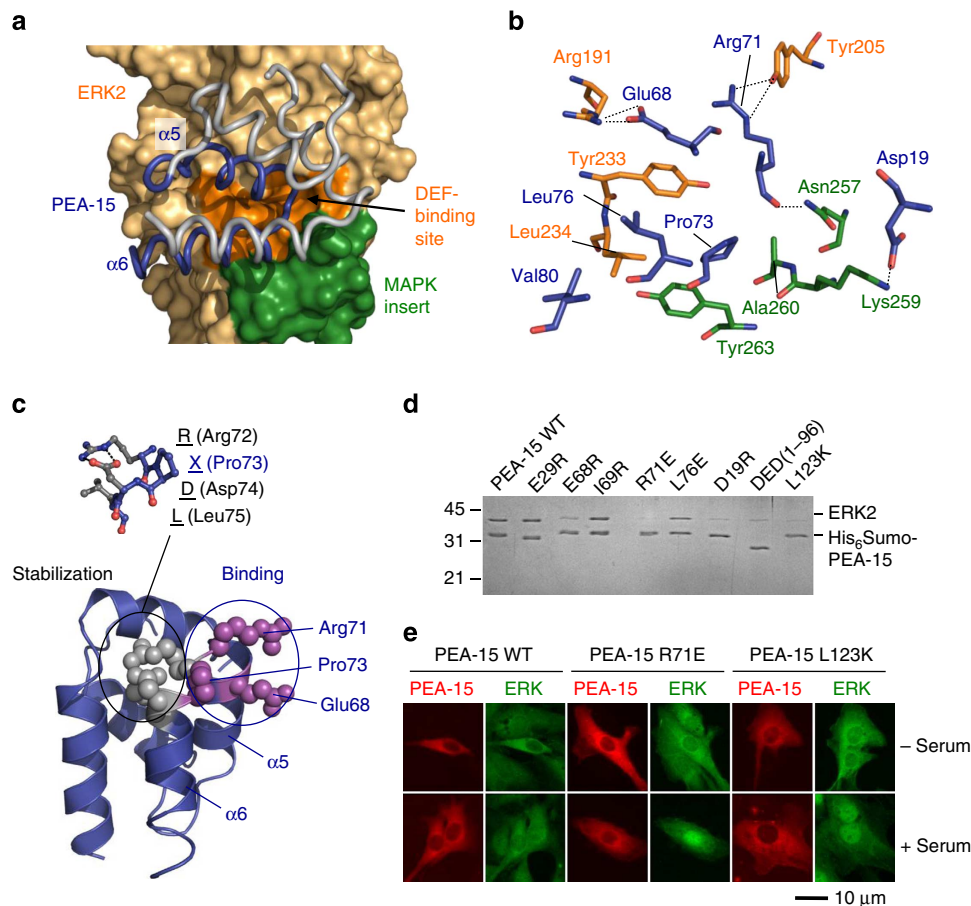 a
ERK2
α5
PEA-15
DEF-
binding
site
α6
MAPK
insert
b
Arg191
Glu68
Arg71
Tyr205
Tyr233
Leu76
Pro73
Asp19
Asn257
Leu234
Val80
Ala260
Lys259
Tyr263
c
R (Arg72)
X (Pro73)
D (Asp74)
L (Leu75)
Stabilization
Binding
Arg71
Pro73
Glu68
α5
α6
d
PEA-15 WT
E29R
E68R
I69R
R71E
L76E
D19R
DED(1–96)
L123K
45
31
21
ERK2
His6Sumo-
PEA-15
e
PEA-15 WT PEA-15 R71E PEA-15 L123K
PEA-15 ERK PEA-15 ERK PEA-15 ERK
– Serum
+ Serum
10 μm